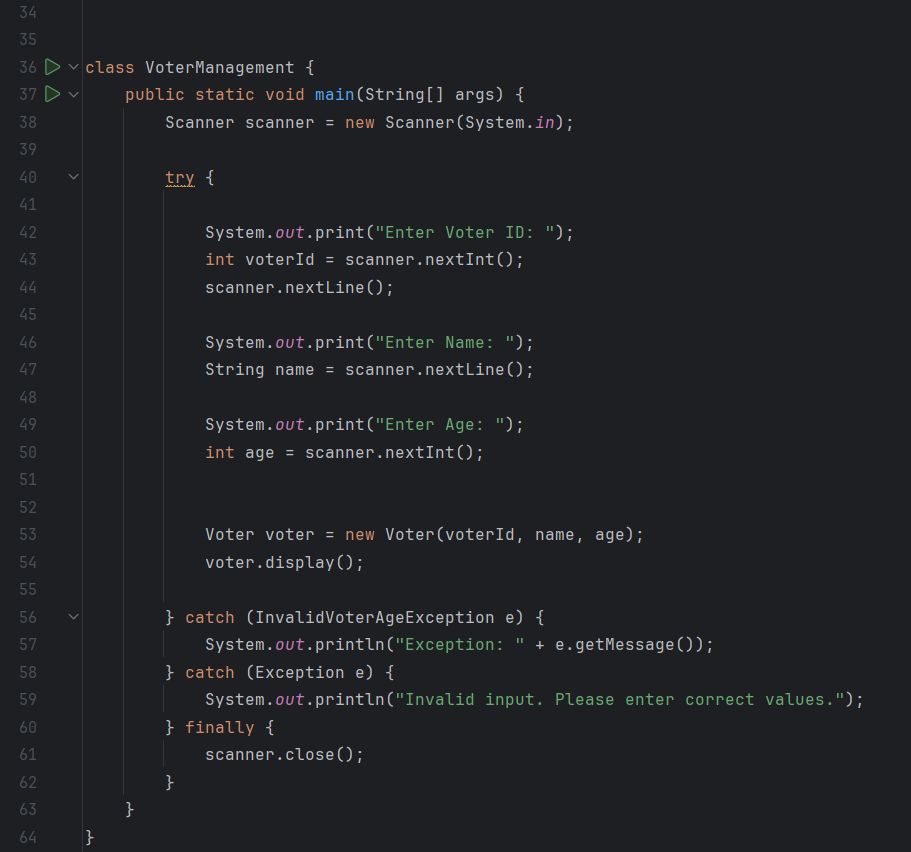 34
35
36 class VoterManagement {
37 public static void main(String[] args) {
38 Scanner scanner = new Scanner(System.in);
39
40 try {
41
42 System.out.print("Enter Voter ID: ");
43 int voterId = scanner.nextInt();
44 scanner.nextLine();
45
46 System.out.print("Enter Name: ");
47 String name = scanner.nextLine();
48
49 System.out.print("Enter Age: ");
50 int age = scanner.nextInt();
51
52
53 Voter voter = new Voter(voterId, name, age);
54 voter.display();
55
56 } catch (InvalidVoterAgeException e) {
57 System.out.println("Exception: " + e.getMessage());
58 } catch (Exception e) {
59 System.out.println("Invalid input. Please enter correct values.");
60 } finally {
61 scanner.close();
62 }
63 }
64 }